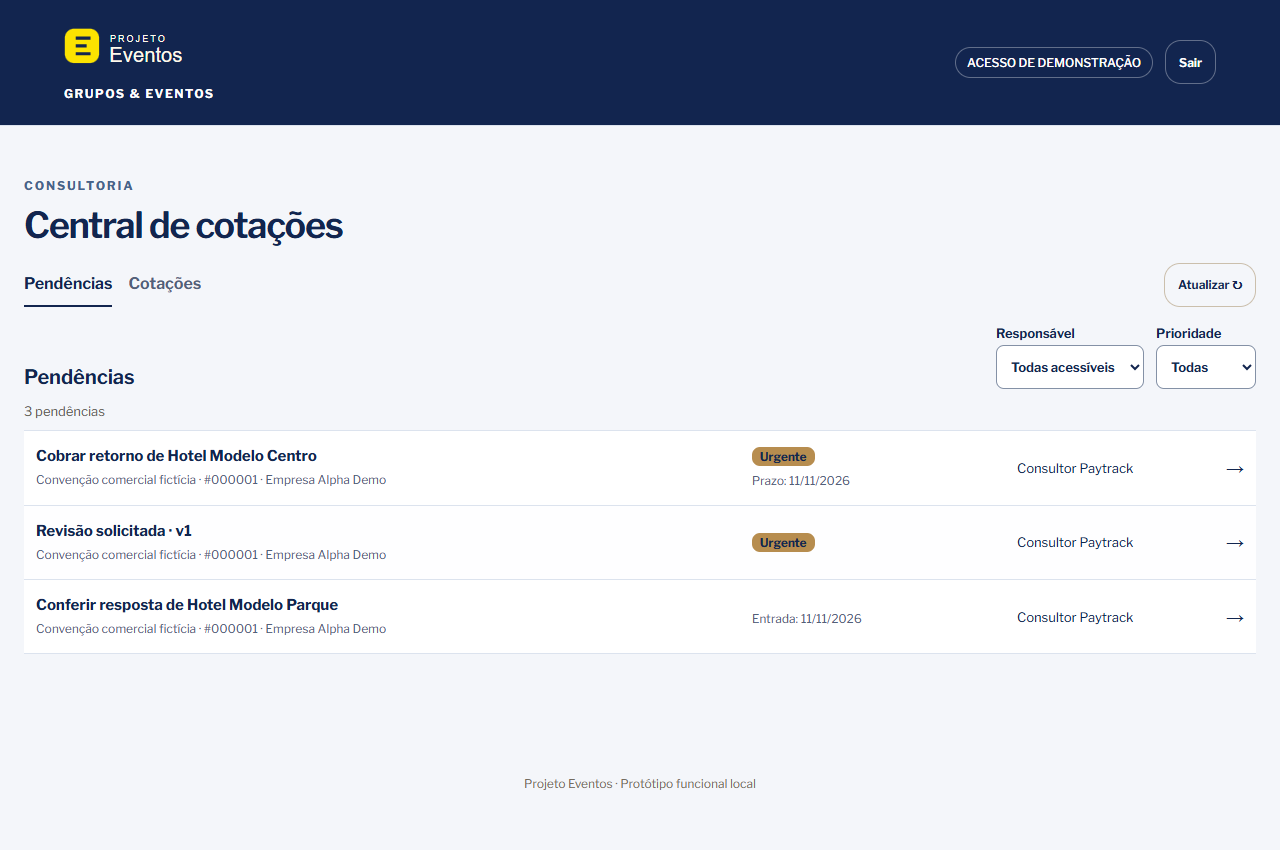 PROJETO
Eventos
GRUPOS & EVENTOS
ACESSO DE DEMONSTRAÇÃO
Sair
CONSULTORIA
Central de cotações
Pendências
Cotações
Atualizar ↻
Responsável
Prioridade
Pendências
Todas acessíveis
Todas
3 pendências
Cobrar retorno de Hotel Modelo Centro
Convenção comercial fictícia · #000001 · Empresa Alpha Demo
Urgente
Prazo: 11/11/2026
Consultor Paytrack
→
Revisão solicitada · v1
Convenção comercial fictícia · #000001 · Empresa Alpha Demo
Urgente
Consultor Paytrack
→
Conferir resposta de Hotel Modelo Parque
Convenção comercial fictícia · #000001 · Empresa Alpha Demo
Entrada: 11/11/2026
Consultor Paytrack
→
Projeto Eventos · Protótipo funcional local